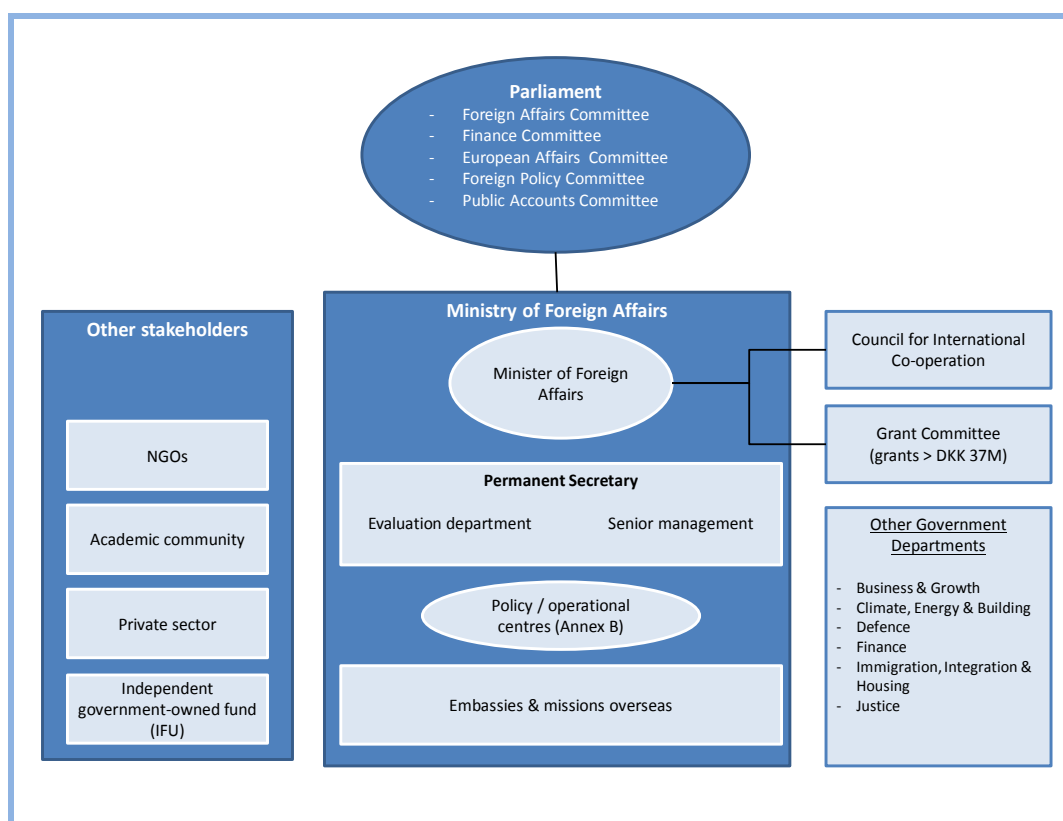 Parliament
- Foreign Affairs Committee
- Finance Committee
- European Affairs Committee
- Foreign Policy Committee
- Public Accounts Committee
Other stakeholders
NGOs
Academic community
Private sector
Independent
government-owned fund
(IFU)
Ministry of Foreign Affairs
Minister of Foreign
Affairs
Permanent Secretary
Evaluation department Senior management
Policy / operational
centres (Annex B)
Embassies & missions overseas
Council for International
Co-operation
Grant Committee
(grants > DKK 37M)
Other Government
Departments
- Business & Growth
- Climate, Energy & Building
- Defence
- Finance
- Immigration, Integration &
Housing
- Justice